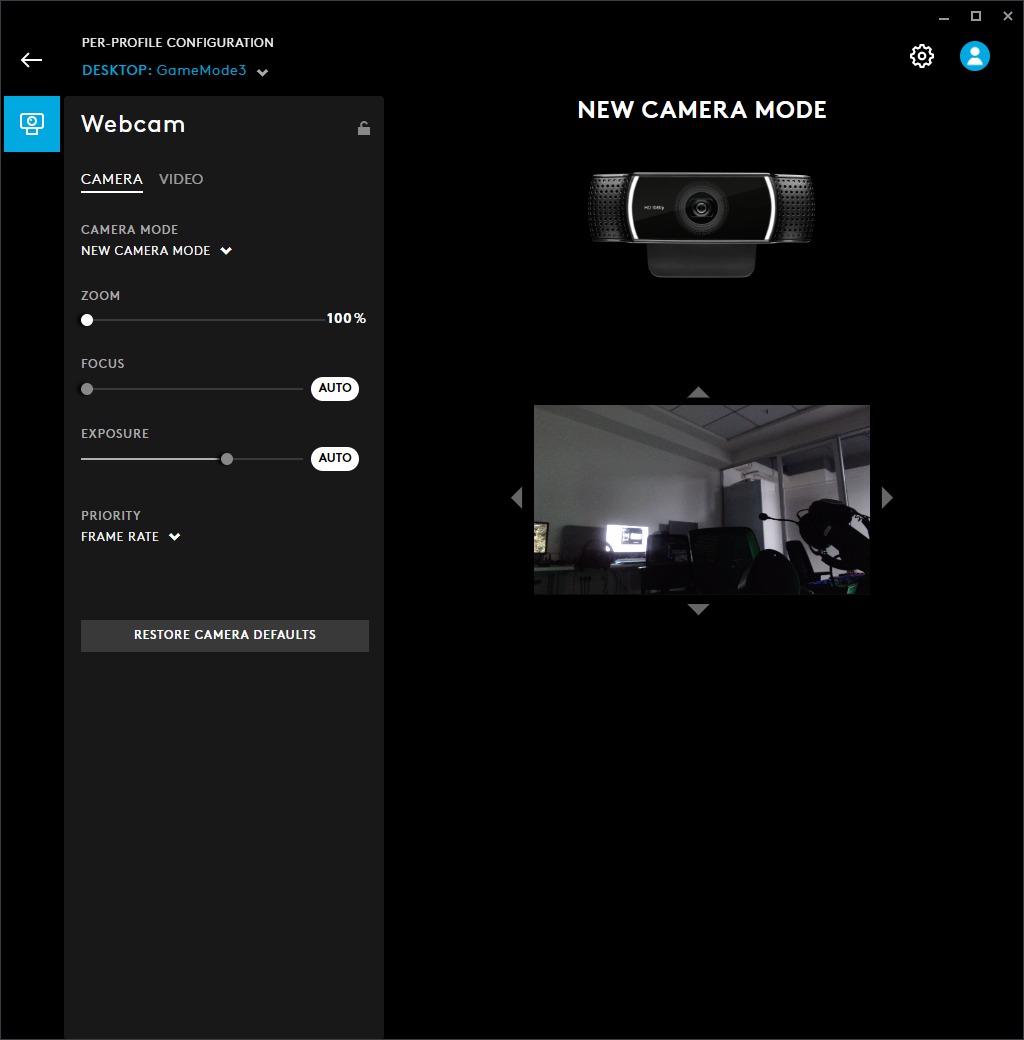 PER-PROFILE CONFIGURATION
DESKTOP: GameMode3
Webcam
CAMERA VIDEO
CAMERA MODE
NEW CAMERA MODE
ZOOM
100%
FOCUS
AUTO
EXPOSURE
AUTO
PRIORITY
FRAME RATE
RESTORE CAMERA DEFAULTS
NEW CAMERA MODE
HD 1080p